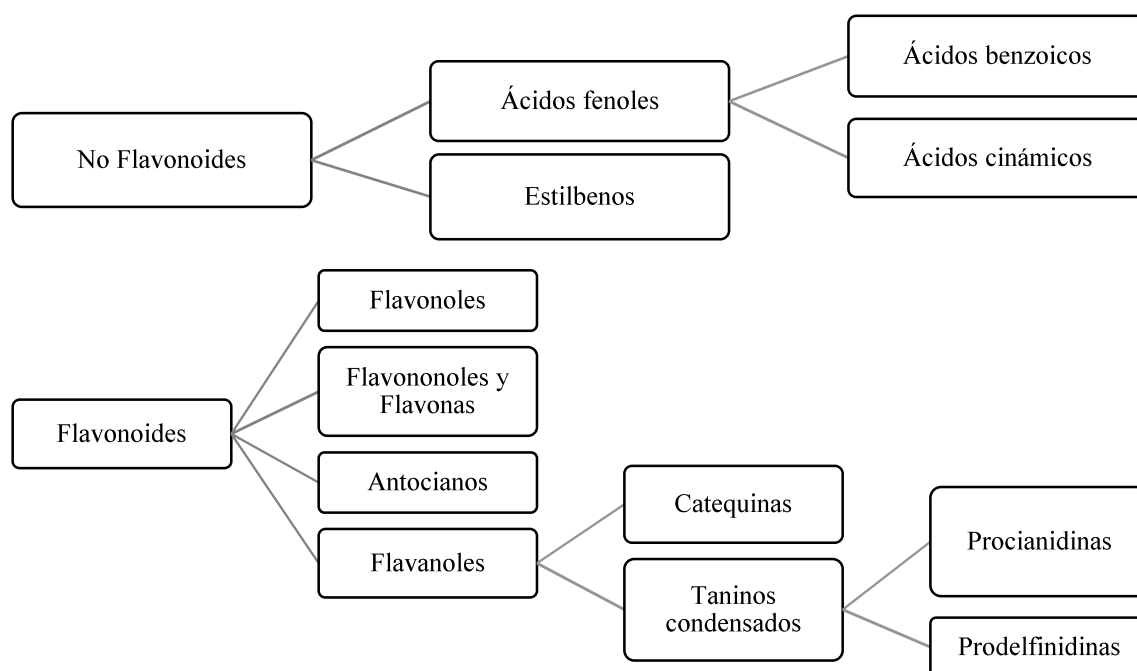 No Flavonoides
Ácidos fenoles
Estilbenos
Ácidos benzoicos
Ácidos cinámicos
Flavonoides
Flavonoles
Flavononoles y
Flavonas
Antocianos
Flavanoles
Catequinas
Taninos
condensados
Procianidinas
Prodelfinidinas